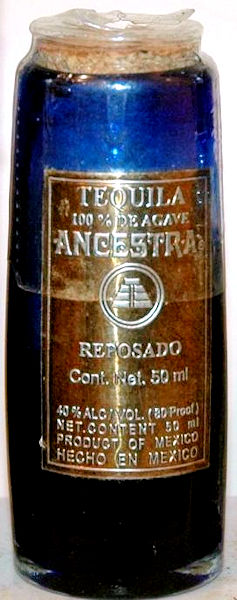 TEQUILA
100 % DE AGAVE
ANCESTRAL
REPOSADO
Cont. Net. 50 ml
40% ALC/VOL. (80 Proof)
NET.CONTENT 50 ml
PRODUCT OF MEXICO
HECHO EN MEXICO